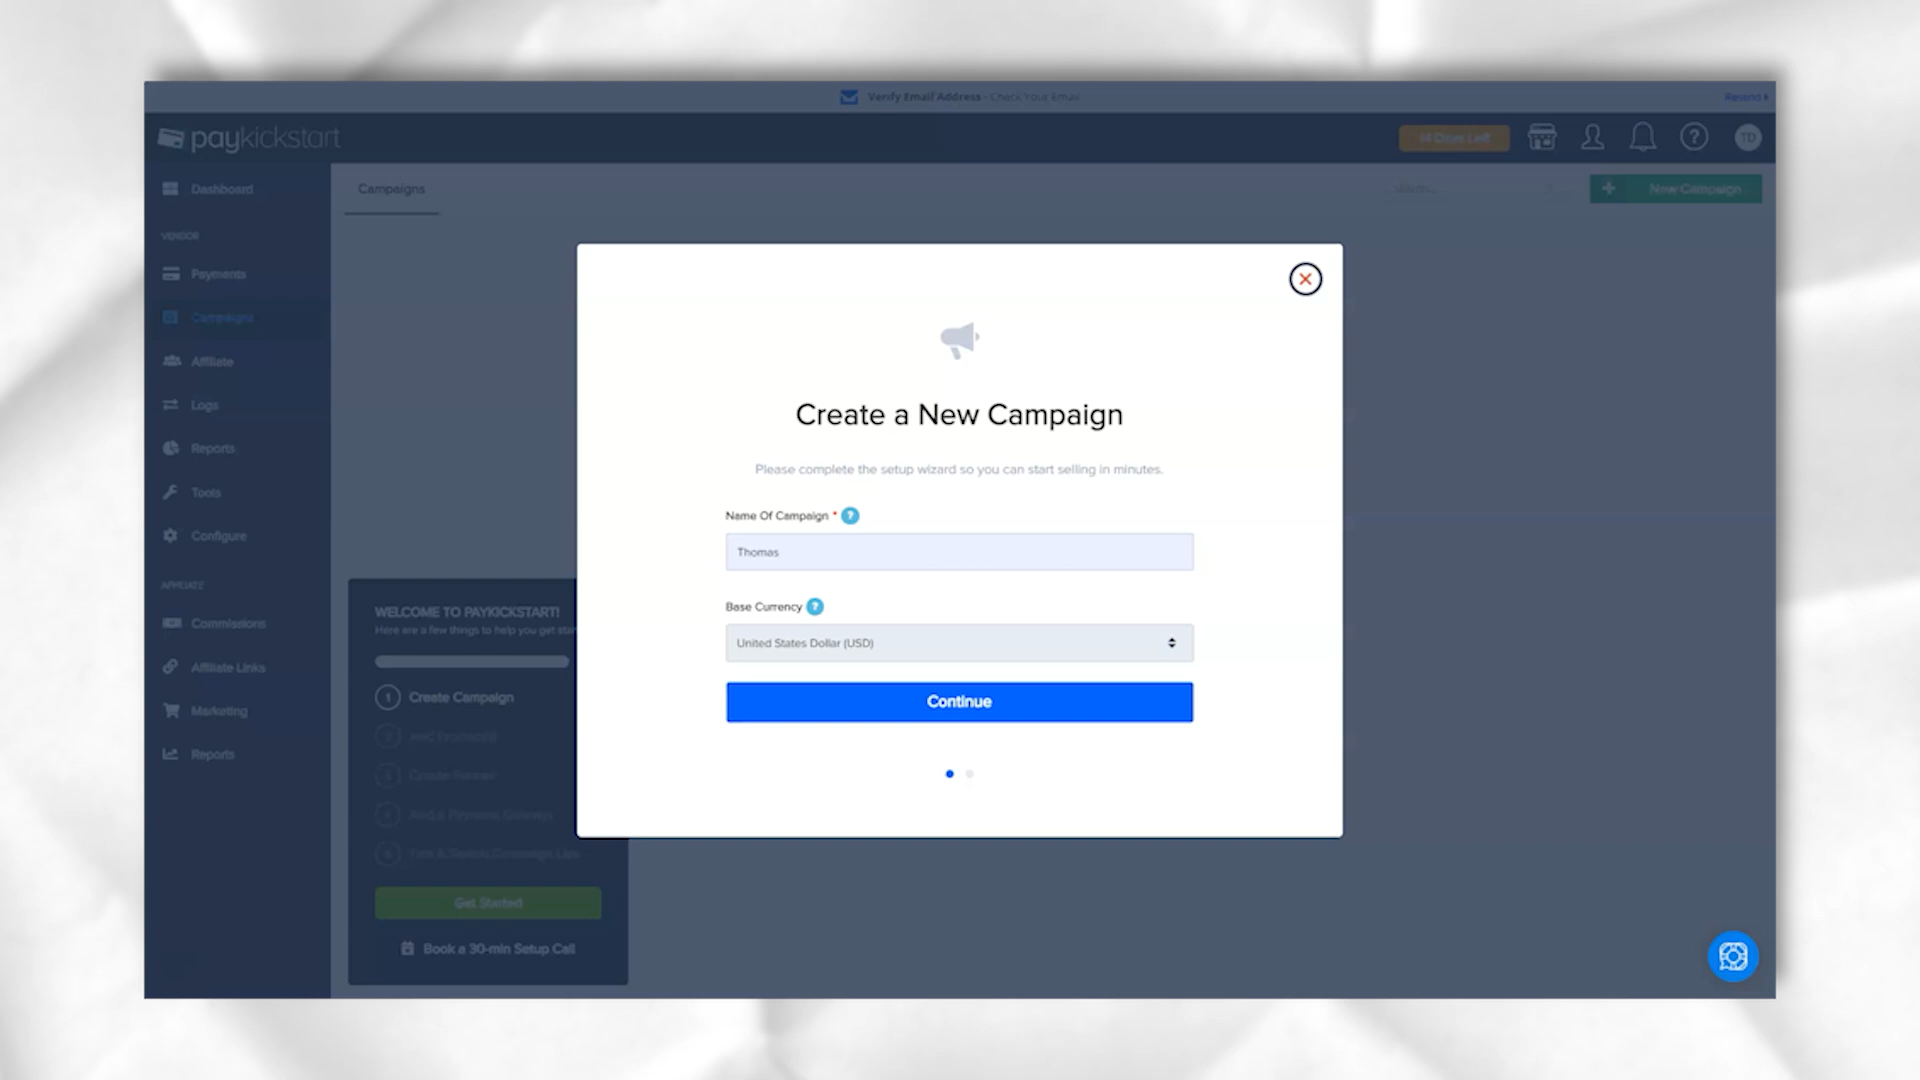 Verify Email Address - Check Your Email
Resend
paykickstart
Days Left
TD
Dashboard
Campaigns
New Campaign
VENDOR
Payments
Campaigns
Affiliate
Logs
Reports
Tools
Configure
AFFILIATE
Commissions
Affiliate Links
Marketing
Reports
WELCOME TO PAYKICKSTART!
Here are a few things to help you get
1 Create Campaign
Get Started
Book a 30-min Setup Call
Create a New Campaign
Please complete the setup wizard so you can start selling in minutes.
Name Of Campaign * ?
Thomas
Base Currency ?
United States Dollar (USD)
Continue